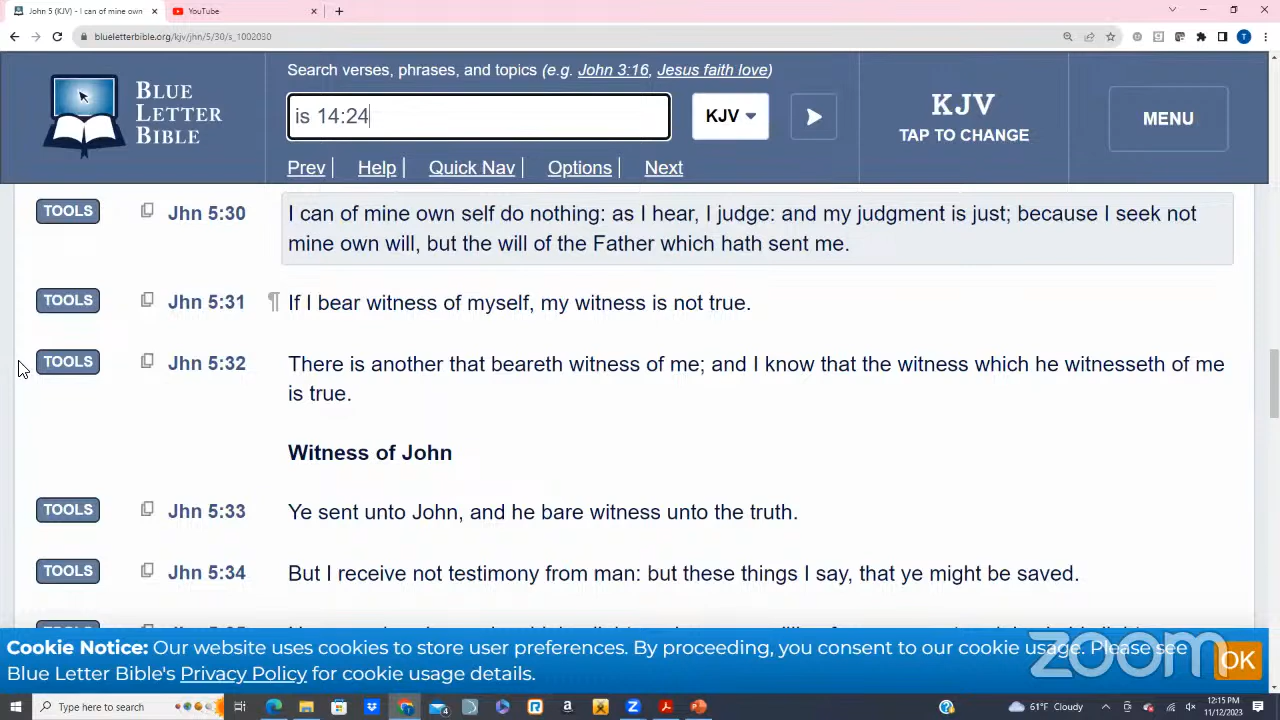 John 5 (KJV) - I can of mine own
YouTube
blueletterbible.org/kjv/jhn/5/30/s_1002030
Search verses, phrases, and topics (e.g. John 3:16, Jesus faith love)
BLUE
LETTER
BIBLE
is 14:24
KJV
KJV
TAP TO CHANGE
MENU
Prev | Help | Quick Nav | Options | Next
TOOLS Jhn 5:30 I can of mine own self do nothing: as I hear, I judge: and my judgment is just; because I seek not
mine own will, but the will of the Father which hath sent me.
TOOLS Jhn 5:31 ¶ If I bear witness of myself, my witness is not true.
TOOLS Jhn 5:32 There is another that beareth witness of me; and I know that the witness which he witnesseth of me
is true.
Witness of John
TOOLS Jhn 5:33 Ye sent unto John, and he bare witness unto the truth.
TOOLS Jhn 5:34 But I receive not testimony from man: but these things I say, that ye might be saved.
Cookie Notice: Our website uses cookies to store user preferences. By proceeding, you consent to our cookie usage. Please see
Blue Letter Bible's Privacy Policy for cookie usage details.
OK
zoom
Type here to search
61°F Cloudy
12:15 PM
11/12/2023